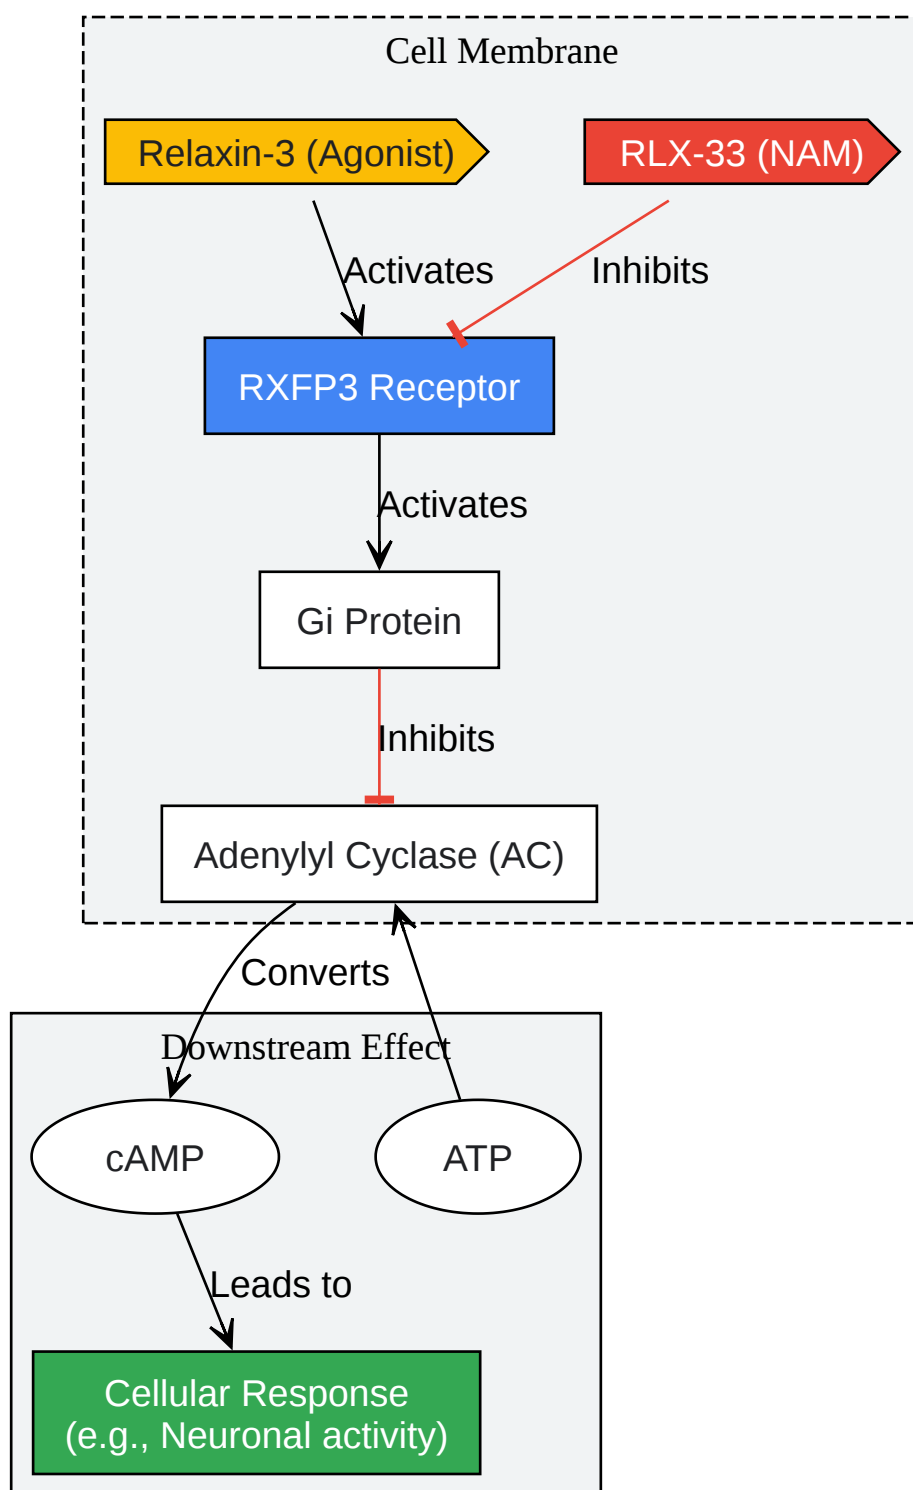 Cell Membrane
Relaxin-3 (Agonist)
RLX-33 (NAM)
Activates
Inhibits
RXFP3 Receptor
Activates
Gi Protein
Inhibits
Adenylyl Cyclase (AC)
Converts
Downstream Effect
cAMP
ATP
Leads to
Cellular Response
(e.g., Neuronal activity)